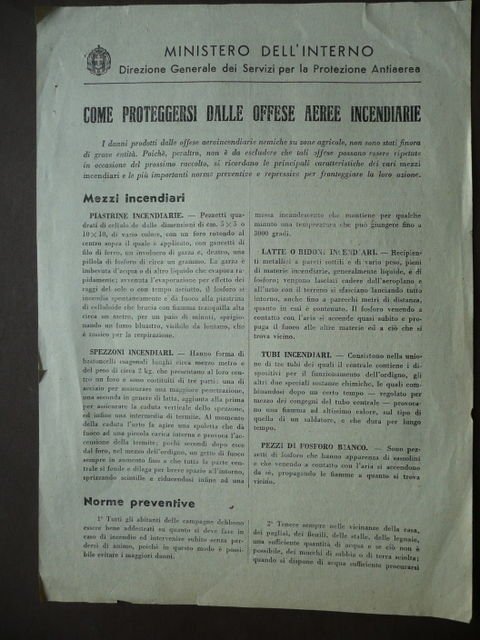 MINISTERO DELL'INTERNO
Direzione Generale dei Servizi per la Protezione Antiaerea
COME PROTEGGERSI DALLE OFFESE AEREE INCENDIARIE
I danni prodotti dalle offese aeroincendiarie nemiche su zone agricole, non sono stati finora
di grave entità. Poichè, peraltro, non è da escludere che tali offese possano essere ripetute
in occasione del prossimo raccolto, si ricordano le principali caratteristiche dei vari mezzi
incendiari e le più importanti norme preventive e repressive per fronteggiare la loro azione.
Mezzi incendiari
PIASTRINE INCENDIARIE. — Pezzetti qua-
drati di celluloide dalle dimensioni di cm. 5×5 o
10×10, di vario colore, con un foro rotondo al
centro sopra il quale è applicato, con gancetti di
filo di ferro, un involucro di garza e, dentro, una
pillola di fosforo di circa un grammo. La garza è
imbevuta d'acqua o di altro liquido che evapora ra-
pidamente; avvenuta l'evaporazione per effetto dei
raggi del sole o con tempo asciutto, il fosforo si
incendia spontaneamente e dà fuoco alla piastrina
di celluloide che brucia con fiamma tranquilla alta
circa un metro, per un paio di minuti, sprigio-
nando un fumo bluastro, visibile da lontano, che
è tossico per la respirazione.
SPEZZONI INCENDIARI. — Hanno forma di
bastoncelli esagonali lunghi circa mezzo metro e
del peso di circa 2 kg. che presentano al loro cen-
tro un foro e sono costituiti di tre parti: una di
acciaio per assicurare una maggiore penetrazione,
una seconda in genere di latta, aggiunta alla prima
per assicurare la caduta verticale dello spezzone,
ed infine una intermedia di termite. Al momento
della caduta l'urto fa agire una spoletta che dà
fuoco ad una piccola carica interna e provoca l'ac-
censione della termite; pochi secondi dopo esce
dal foro, nel mezzo dell'ordigno, un getto di fuoco
sempre in aumento fino a che tutta la parte cen-
trale si fonde e dilaga per breve spazio all'intorno,
sprizzando scintille e riducendosi infine ad una
massa incandescente che mantiene per qualche
minuto una temperatura che può giungere fino a
3000 gradi.
LATTE O BIDONI INCENDIARI. — Recipien-
ti metallici a pareti sottili e di vario peso, pieni
di materie incendiarie, generalmente liquide, e di
fosforo; vengono lasciati cadere dall'aeroplano e
all'urto con il terreno si sfasciano lanciando tutto
intorno, anche fino a parecchi metri di distanza,
quanto in essi è contenuto. Il fosforo venendo a
contatto con l'aria si accende quasi subito e pro-
paga il fuoco alle altre materie ed a ciò che si
trova vicino.
TUBI INCENDIARI. — Consistono nella unio-
ne di tre tubi dei quali il centrale contiene i di-
spositivi per il funzionamento dell'ordigno, gli
altri due speciali sostanze chimiche, le quali com-
binandosi dopo un certo tempo — regolato per
mezzo dei congegni del tubo centrale — provoca-
no una fiamma ad altissimo calore, sul tipo di
quella di un saldatore, e che dura per lungo
tempo.
PEZZI DI FOSFORO BIANCO. — Sono pez-
zetti di fosforo che hanno apparenza di sassolini
e che venendo a contatto con l'aria si accendono
da sè, propagando le fiamme a quanto si trova
vicino.
Norme preventive
1° Tutti gli abitanti delle campagne debbono
essere bene addestrati su quanto si deve fare in
caso di incendio ed intervenire subito senza per-
dersi di animo, poichè in questo modo è possi-
bile evitare i maggiori danni.
2° Tenere sempre nelle vicinanze della casa,
dei pagliai, dei fienili, delle stalle, delle legnaie,
una sufficiente quantità di acqua e se ciò non è
possibile, dei mucchi di sabbia o di terra sciolta;
quando si dispone di acqua sufficiente procurarsi